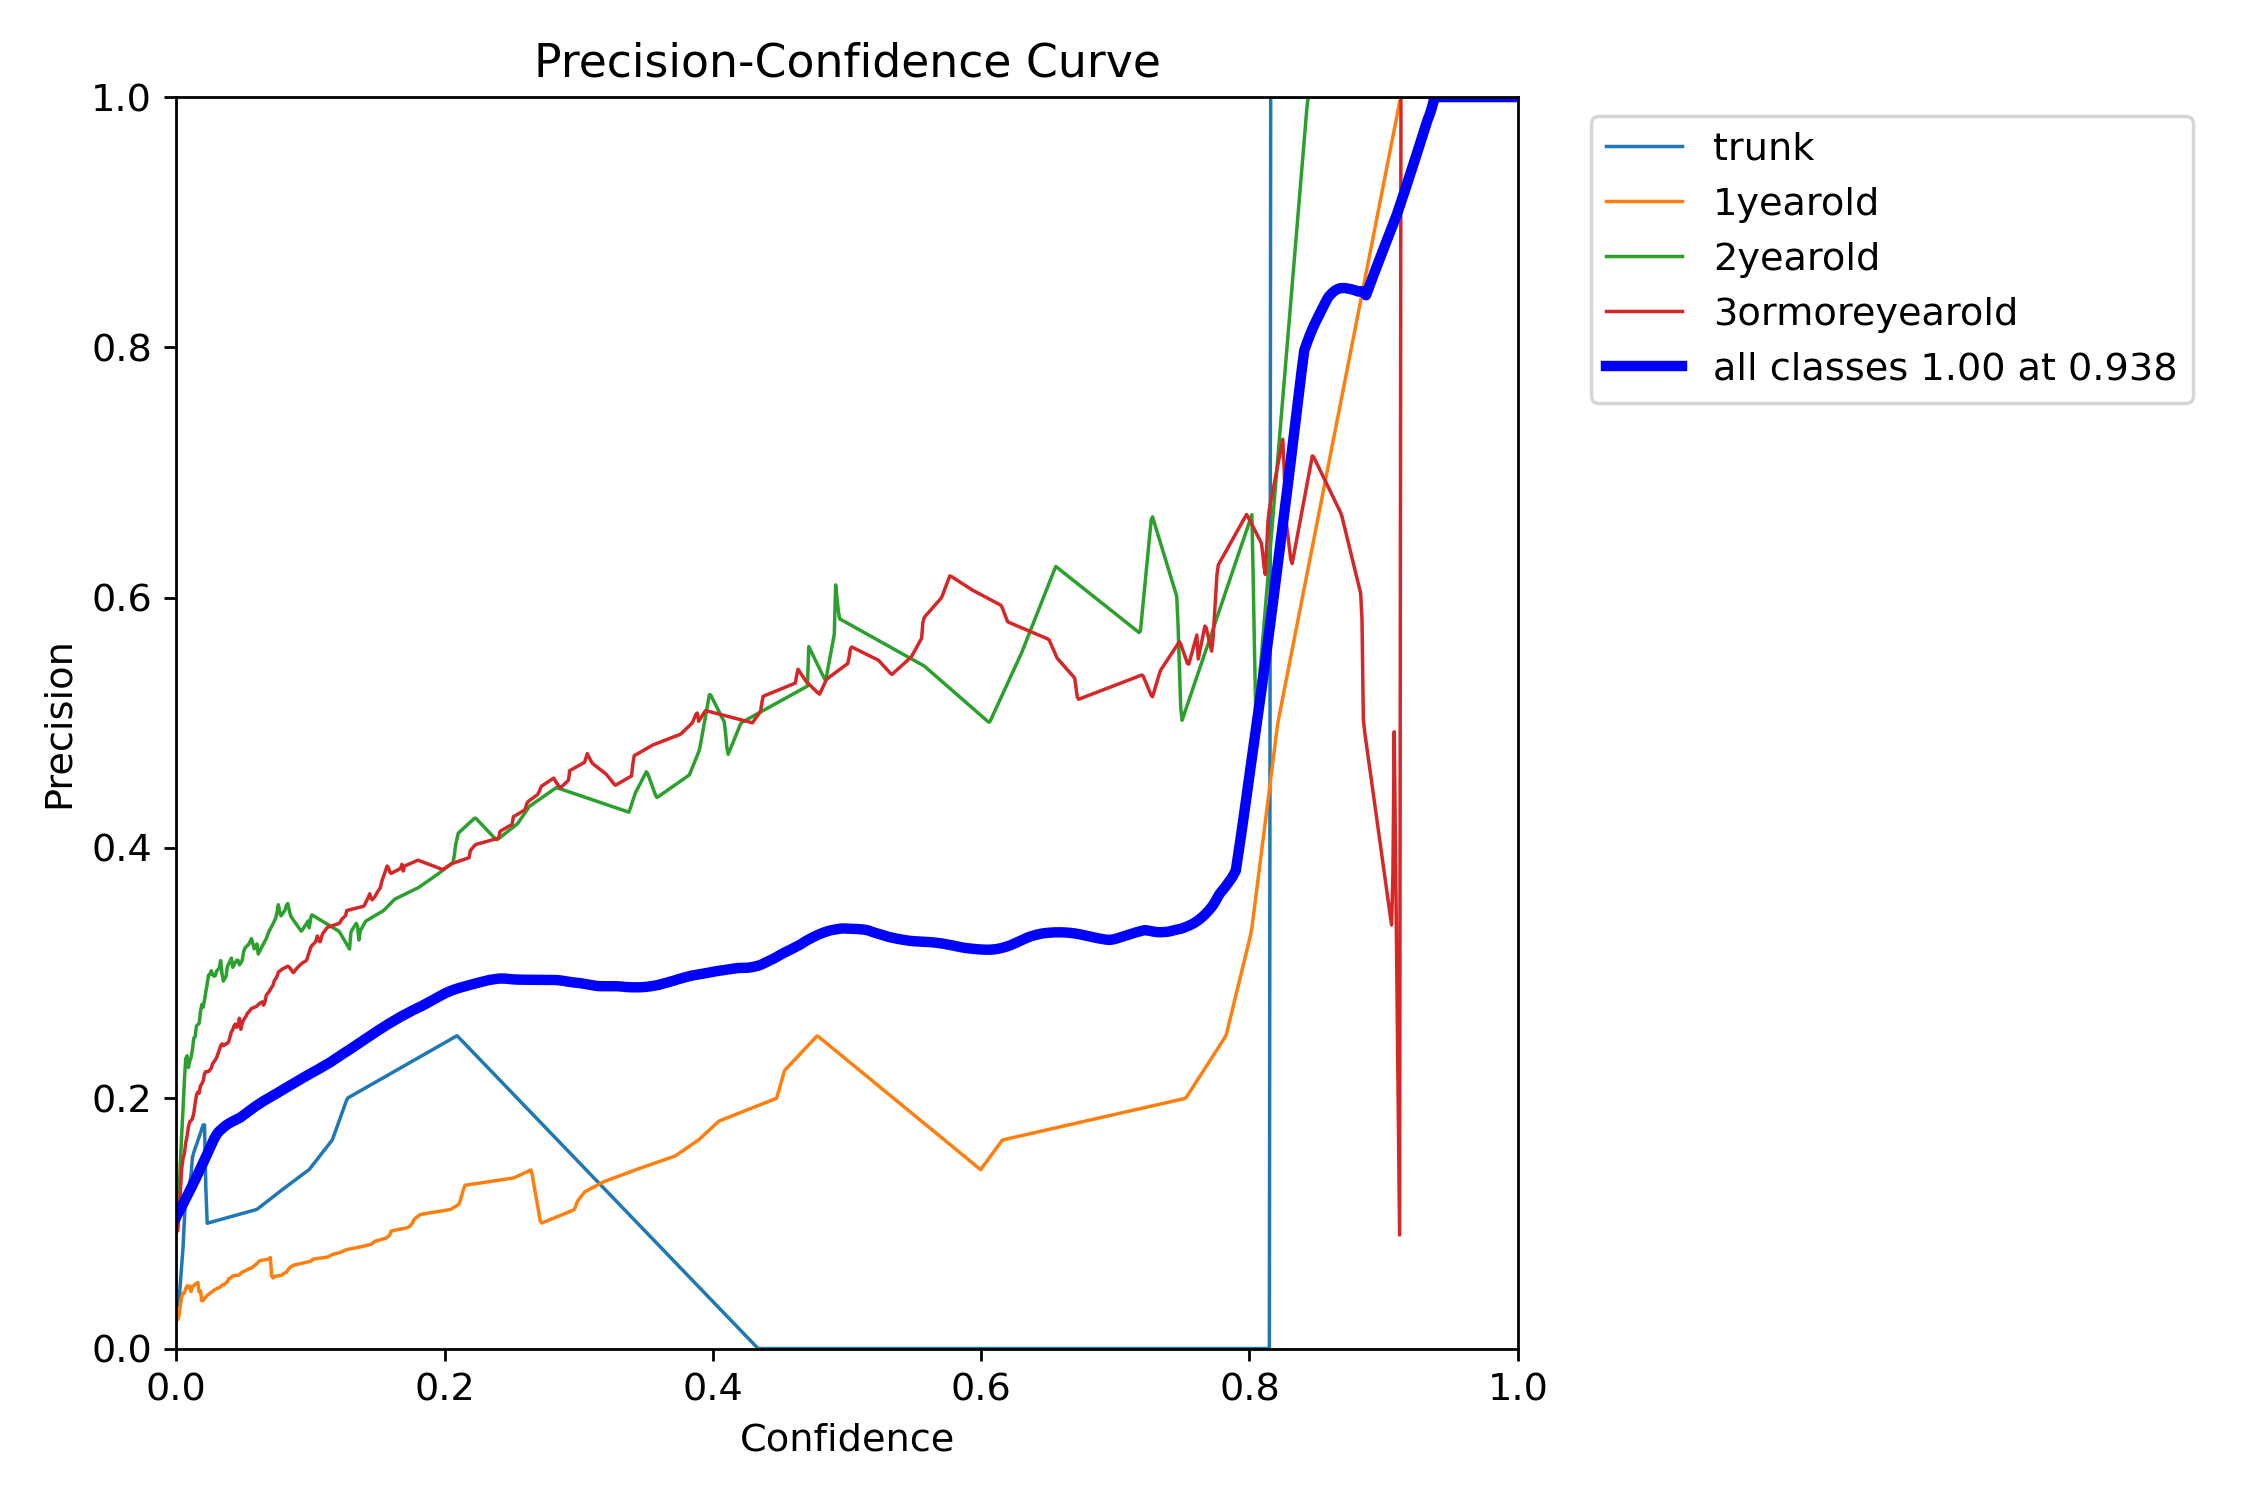 Precision-Confidence Curve
1.0
0.8
0.6
0.4
0.2
0.0
Precision
0.0 0.2 0.4 0.6 0.8 1.0
Confidence
trunk
1yearold
2yearold
3ormoreyearold
all classes 1.00 at 0.938